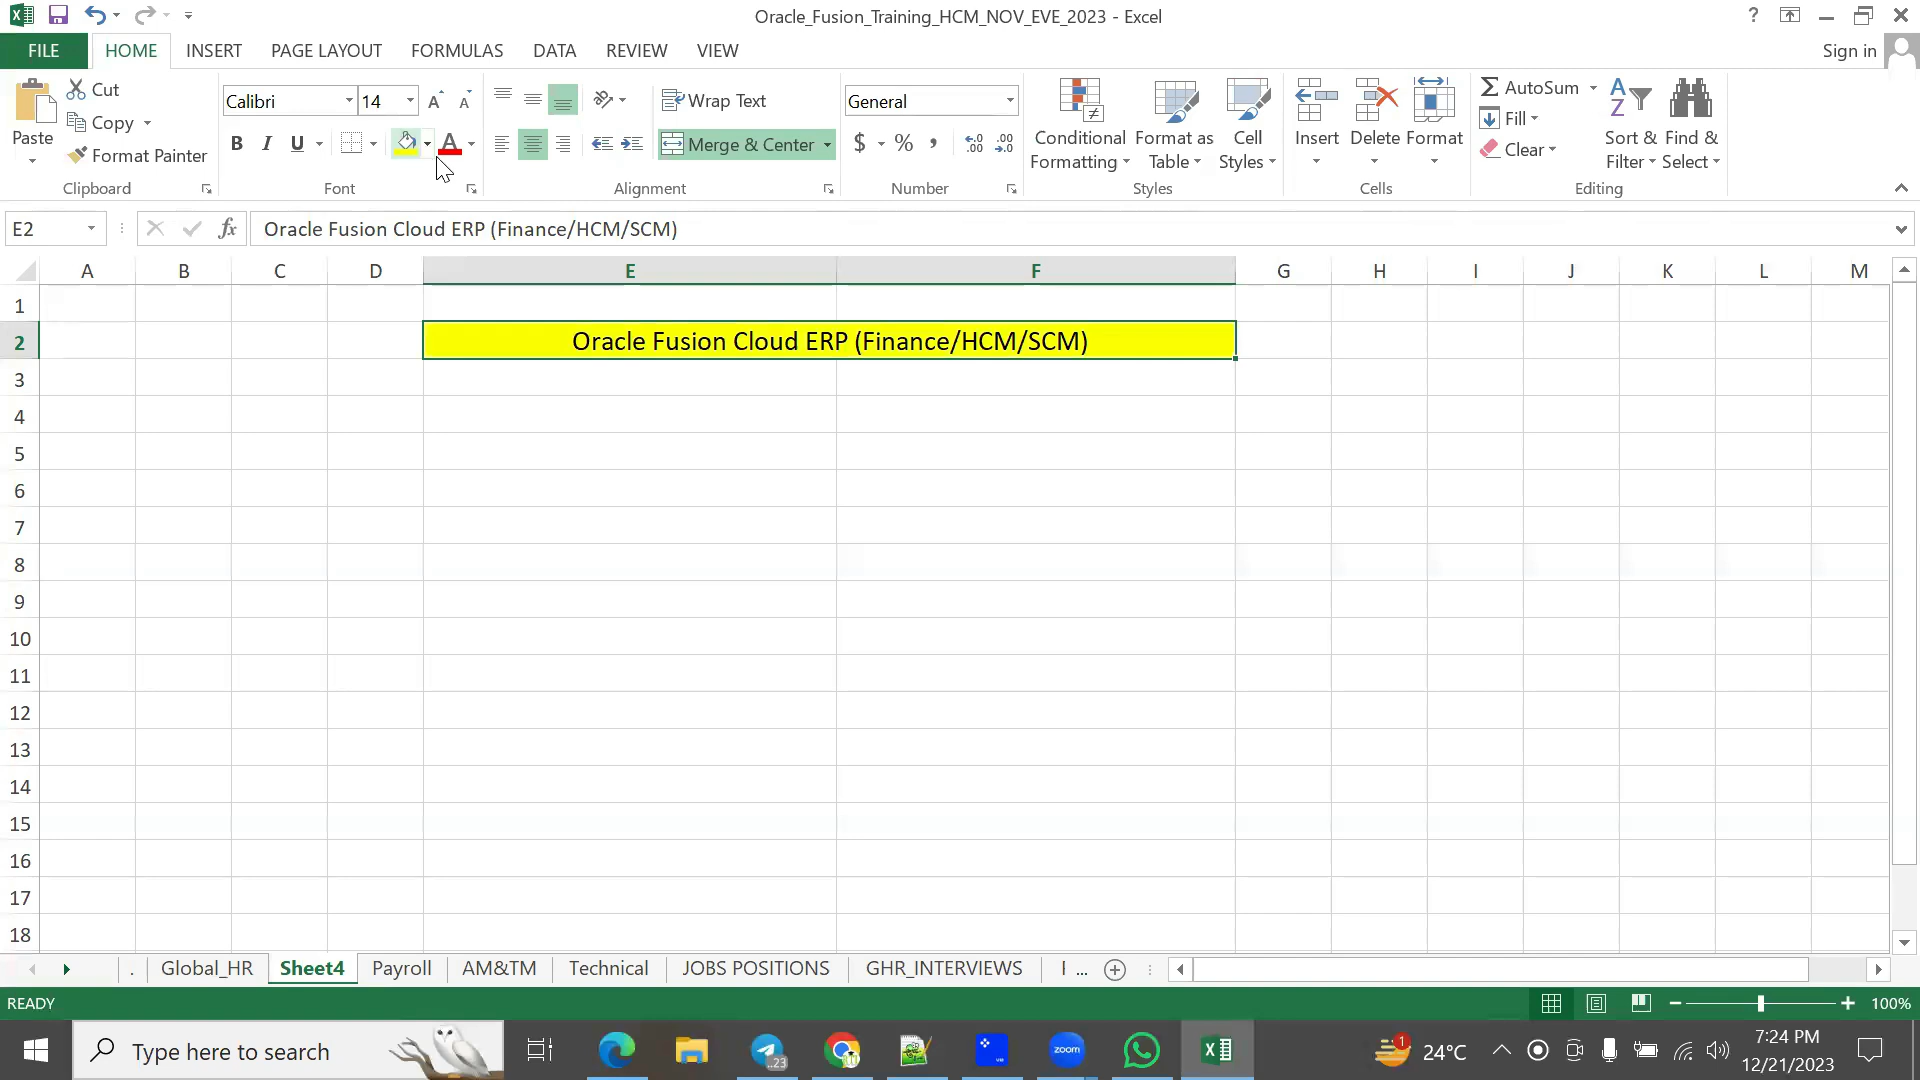 Oracle_Fusion_Training_HCM_NOV_EVE_2023 - Excel
?
FILE HOME INSERT PAGE LAYOUT FORMULAS DATA REVIEW VIEW Sign in
Paste
Cut
Copy
Format Painter
Clipboard
Calibri 14
B I U
Font
Wrap Text
Merge & Center
Alignment
General
$ % ,
Number
Conditional Formatting
Format as Table
Cell Styles
Styles
Insert
Delete
Format
Cells
AutoSum
Fill
Clear
Sort & Filter
Find & Select
Editing
E2 fx Oracle Fusion Cloud ERP (Finance/HCM/SCM)
A B C D E F G H I J K L M
1
2 Oracle Fusion Cloud ERP (Finance/HCM/SCM)
3
4
5
6
7
8
9
10
11
12
13
14
15
16
17
18
. Global_HR Sheet4 Payroll AM&TM Technical JOBS POSITIONS GHR_INTERVIEWS ...
READY 100%
Type here to search
..23
zoom
1
24°C
7:24 PM
12/21/2023